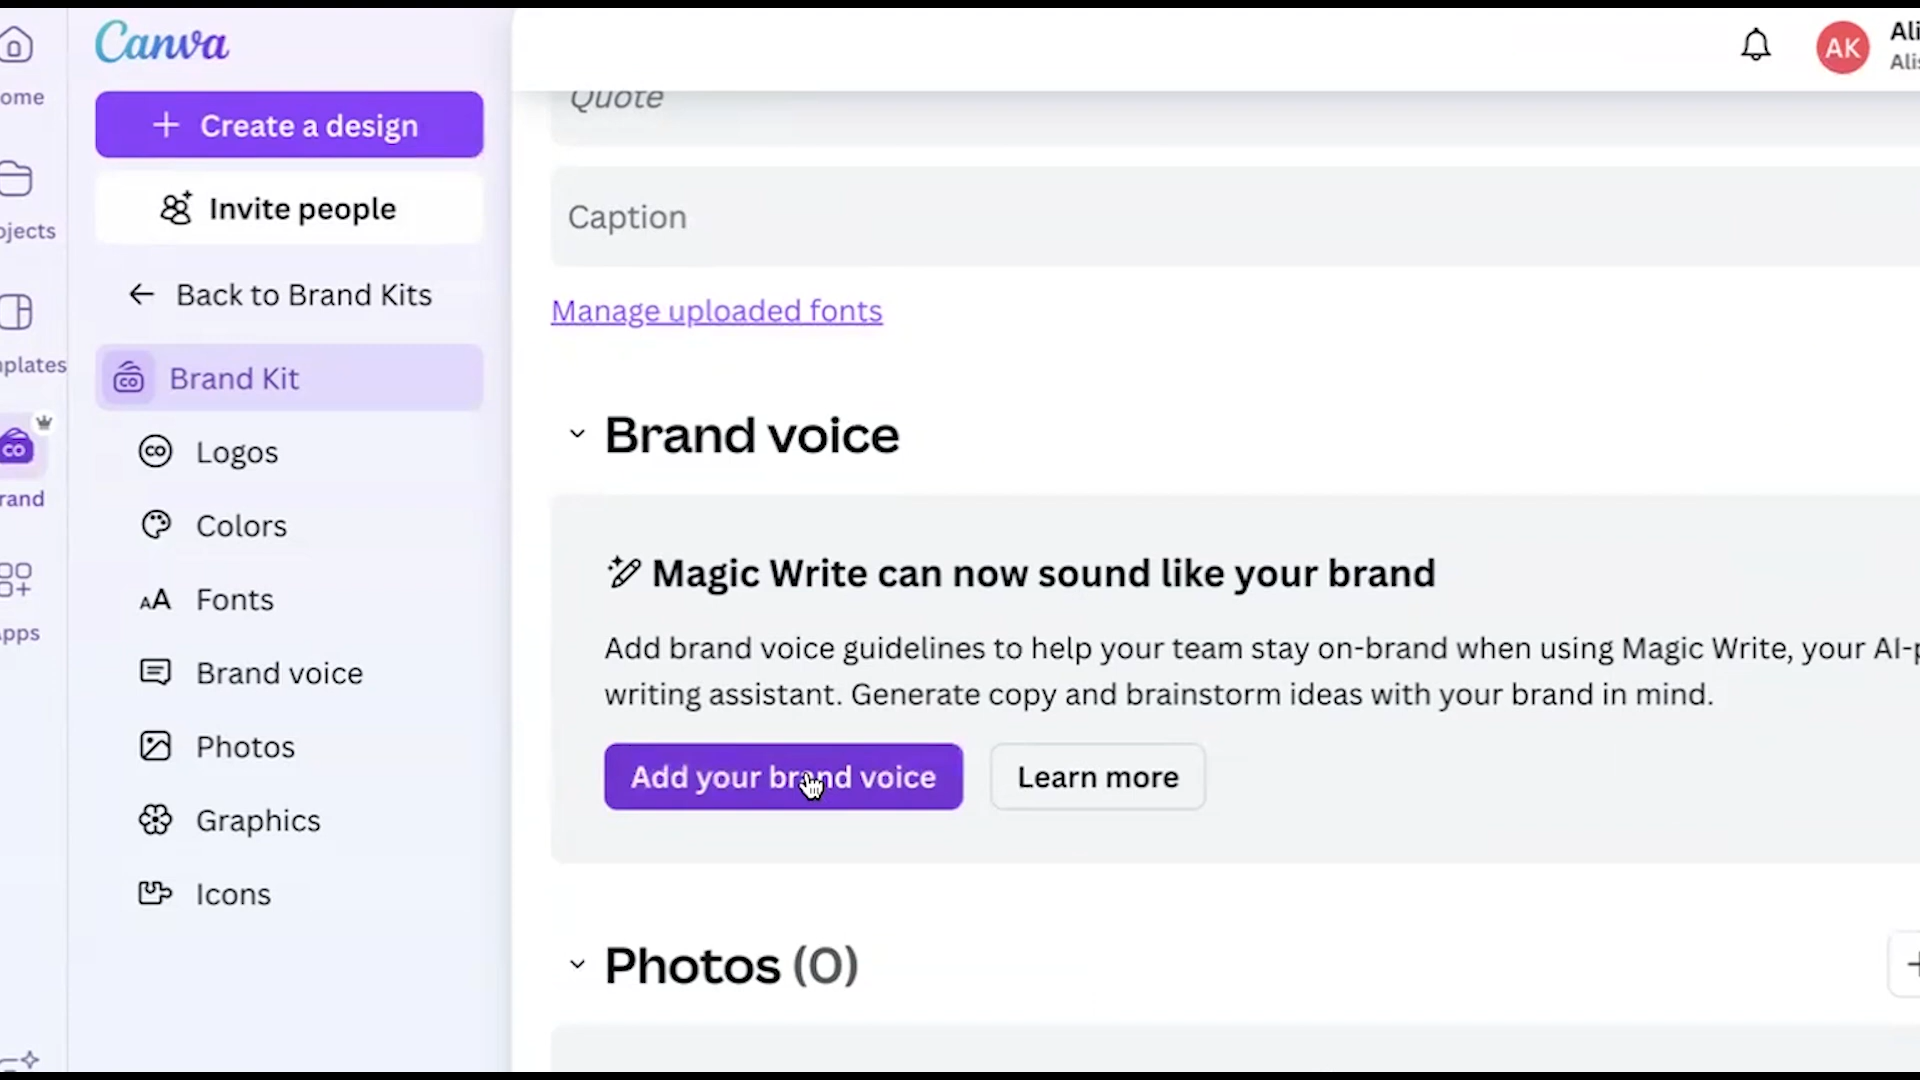 Canva
Create a design
Invite people
Back to Brand Kits
Brand Kit
Logos
Colors
Fonts
Brand voice
Photos
Graphics
Icons
ome
ojects
plates
rand
pps
AK
Ali
Alis
Quote
Caption
Manage uploaded fonts
Brand voice
Magic Write can now sound like your brand
Add brand voice guidelines to help your team stay on-brand when using Magic Write, your AI-p
writing assistant. Generate copy and brainstorm ideas with your brand in mind.
Add your brand voice
Learn more
Photos (0)